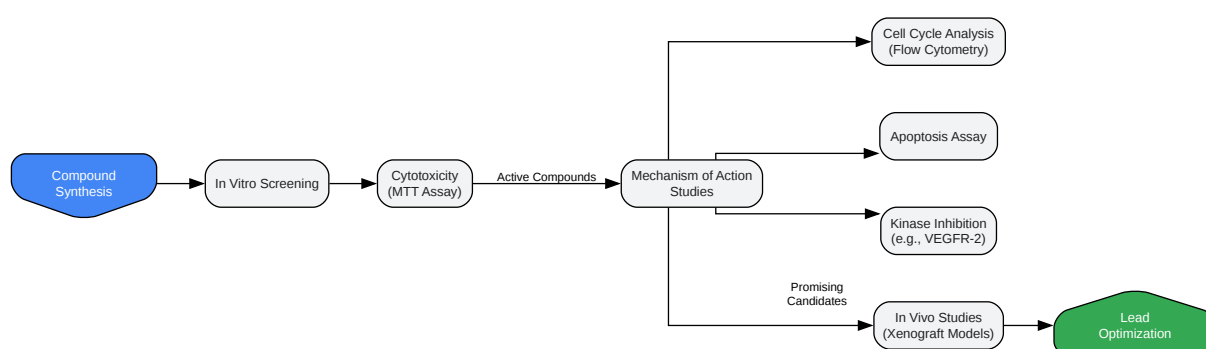 Compound
Synthesis
In Vitro Screening
Cytotoxicity
(MTT Assay)
Active Compounds
Mechanism of Action
Studies
Cell Cycle Analysis
(Flow Cytometry)
Apoptosis Assay
Kinase Inhibition
(e.g., VEGFR-2)
Promising
Candidates
In Vivo Studies
(Xenograft Models)
Lead
Optimization